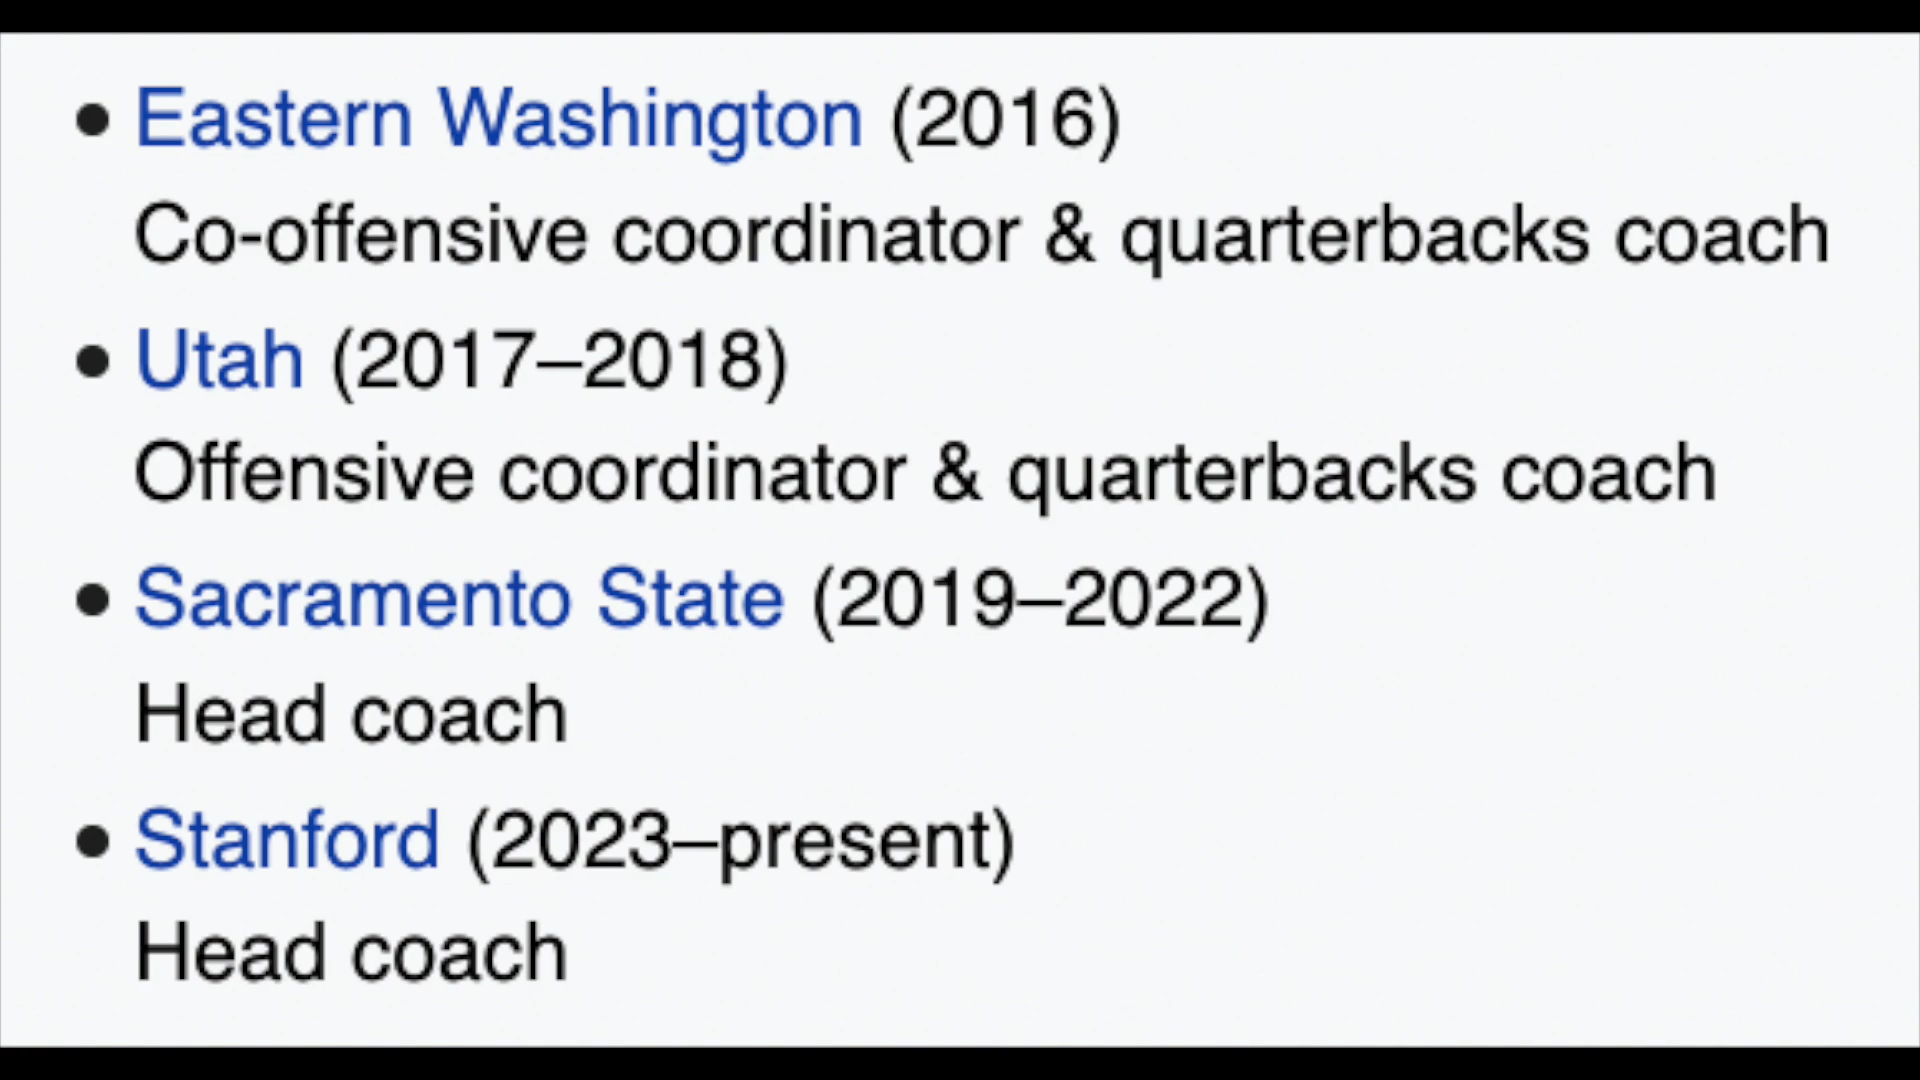 • Eastern Washington (2016)
Co-offensive coordinator & quarterbacks coach
• Utah (2017–2018)
Offensive coordinator & quarterbacks coach
• Sacramento State (2019–2022)
Head coach
• Stanford (2023–present)
Head coach